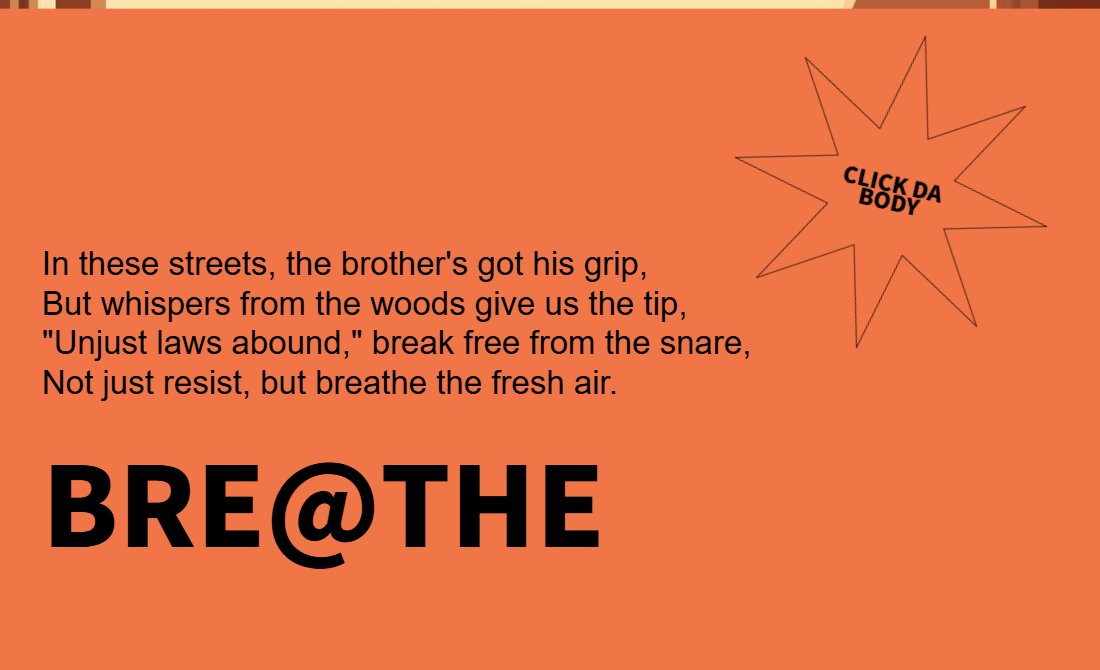 CLICK DA
BODY
In these streets, the brother's got his grip,
But whispers from the woods give us the tip,
"Unjust laws abound," break free from the snare,
Not just resist, but breathe the fresh air.
BRE@THE